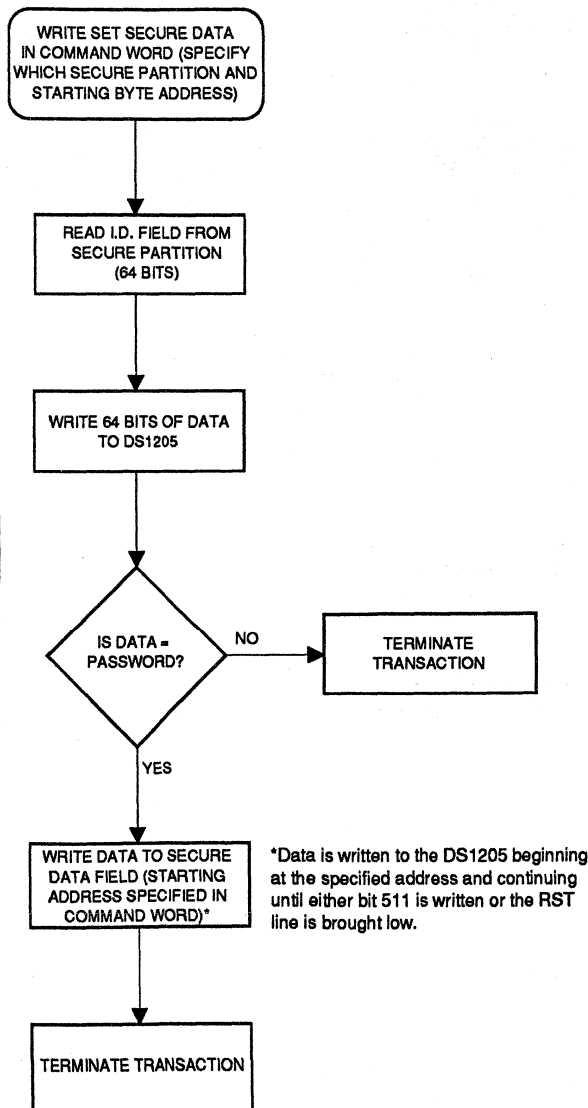 WRITE SET SECURE DATA
IN COMMAND WORD (SPECIFY
WHICH SECURE PARTITION AND
STARTING BYTE ADDRESS)
READ I.D. FIELD FROM
SECURE PARTITION
(64 BITS)
WRITE 64 BITS OF DATA
TO DS1205
IS DATA =
PASSWORD?
NO
TERMINATE
TRANSACTION
YES
WRITE DATA TO SECURE
DATA FIELD (STARTING
ADDRESS SPECIFIED IN
COMMAND WORD)*
*Data is written to the DS1205 beginning
at the specified address and continuing
until either bit 511 is written or the RST
line is brought low.
TERMINATE TRANSACTION